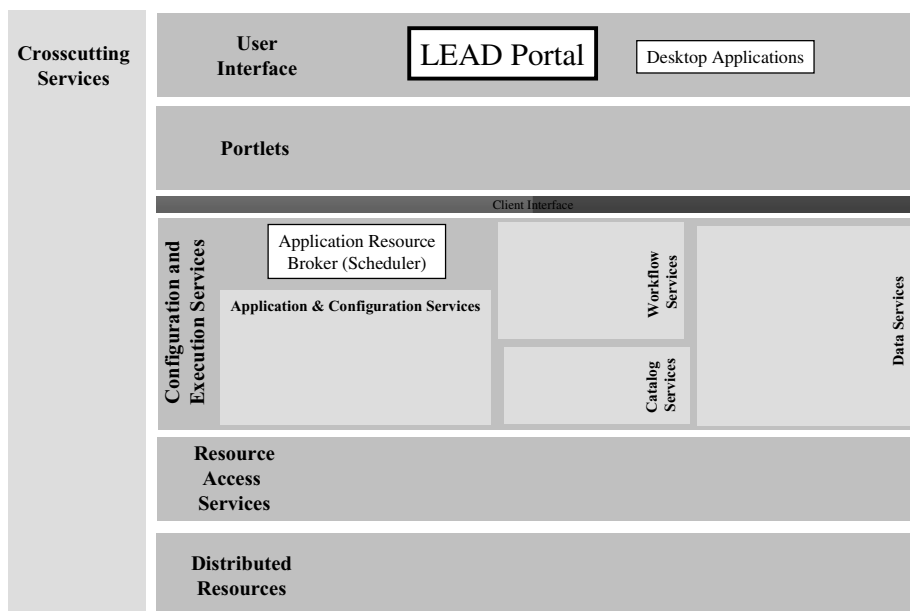 Crosscutting
Services
User
Interface
LEAD Portal
Desktop Applications
Portlets
Client Interface
Configuration and
Execution Services
Application Resource
Broker (Scheduler)
Application & Configuration Services
Workflow
Services
Catalog
Services
Data Services
Resource
Access
Services
Distributed
Resources